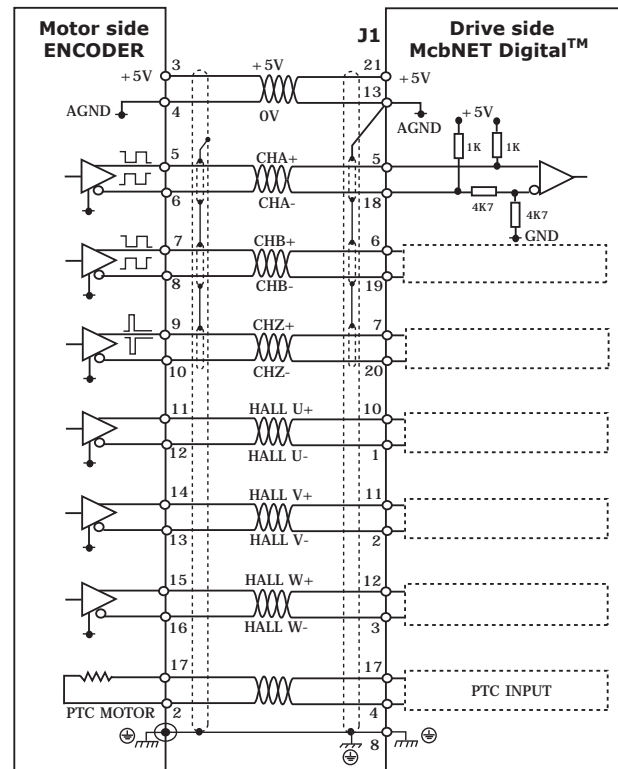 Motor side
ENCODER
J1
Drive side
McbNET Digital™
+5V
3
+5V
21
+5V
AGND
4
0V
13
AGND
+5V
1K
1K
5
CHA+
5
6
CHA-
18
4K7
4K7
GND
7
CHB+
6
8
CHB-
19
9
CHZ+
7
10
CHZ-
20
11
HALL U+
10
12
HALL U-
1
14
HALL V+
11
13
HALL V-
2
15
HALL W+
12
16
HALL W-
3
17
17
PTC INPUT
PTC MOTOR
2
4
8